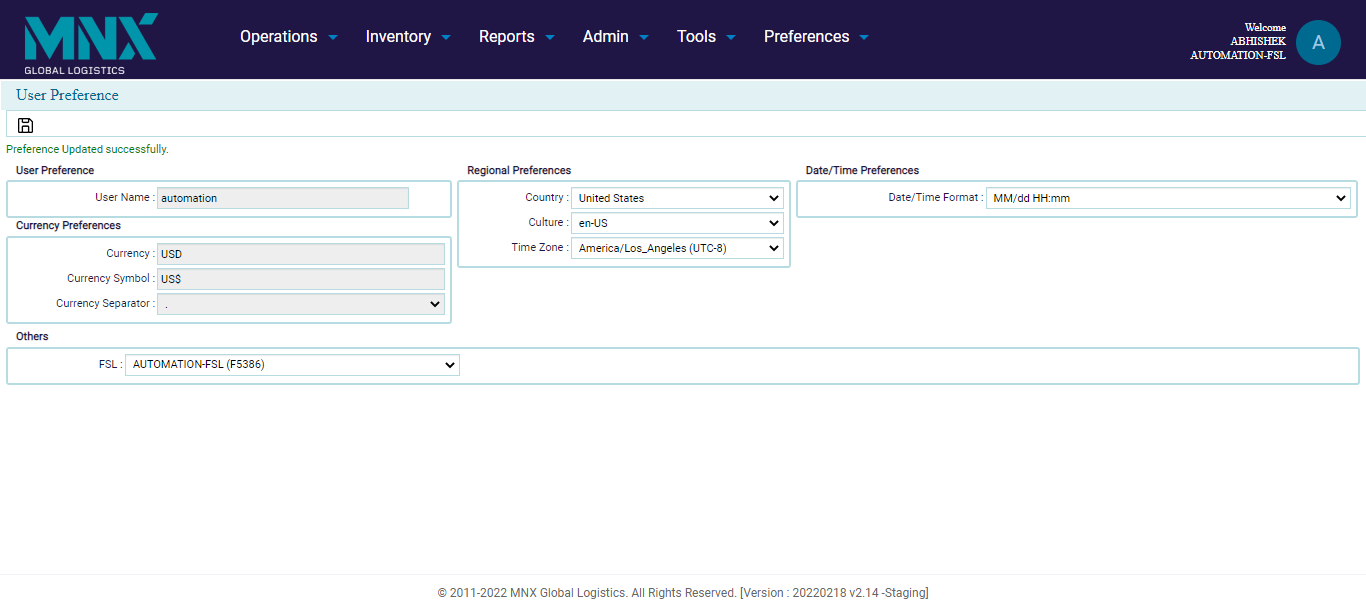 MNX
GLOBAL LOGISTICS
Operations Inventory Reports Admin Tools Preferences
Welcome
ABHISHEK
AUTOMATION-FSL
A
User Preference
Preference Updated successfully.
User Preference
User Name : automation
Currency Preferences
Currency : USD
Currency Symbol : US$
Currency Separator : .
Regional Preferences
Country : United States
Culture : en-US
Time Zone : America/Los_Angeles (UTC-8)
Date/Time Preferences
Date/Time Format : MM/dd HH:mm
Others
FSL : AUTOMATION-FSL (F5386)
© 2011-2022 MNX Global Logistics. All Rights Reserved. [Version : 20220218 v2.14 -Staging]